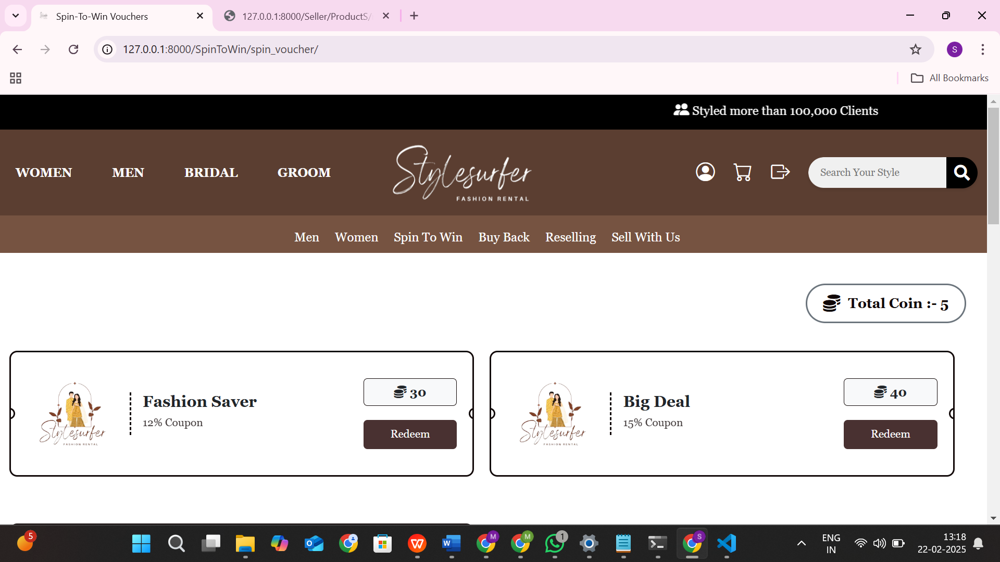 Spin-To-Win Vouchers
127.0.0.1:8000/Seller/ProductS/
127.0.0.1:8000/SpinToWin/spin_voucher/
S
All Bookmarks
Styled more than 100,000 Clients
WOMEN MEN BRIDAL GROOM
Stylesurfer
FASHION RENTAL
Search Your Style
Men Women Spin To Win Buy Back Reselling Sell With Us
Total Coin :- 5
Stylesurfer
FASHION RENTAL
Fashion Saver
12% Coupon
30
Redeem
Stylesurfer
FASHION RENTAL
Big Deal
15% Coupon
40
Redeem
5
W
M
M
1
S
ENG
IN
13:18
22-02-2025